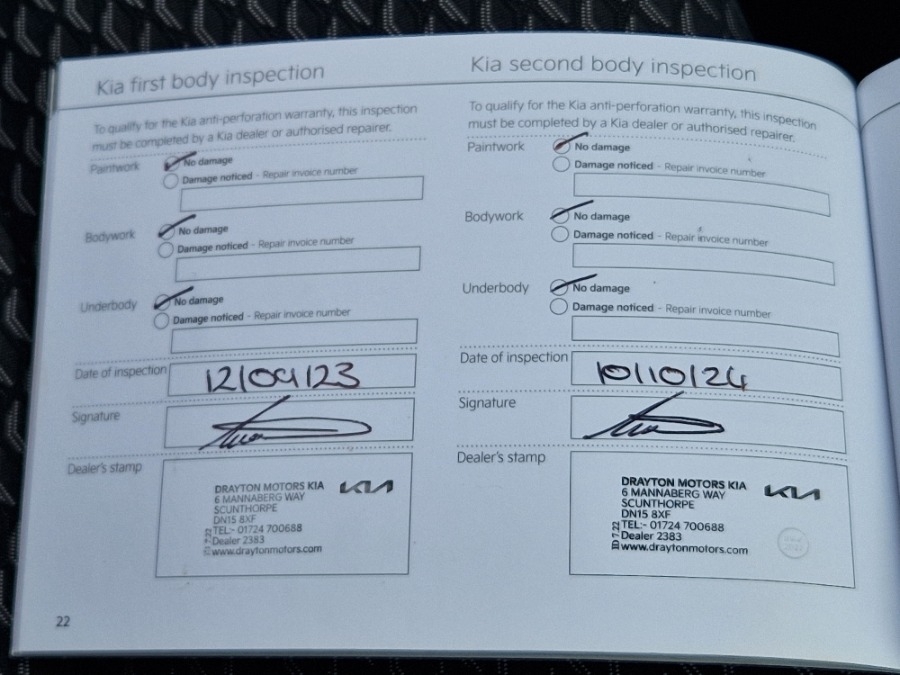 Kia first body inspection
To qualify for the Kia anti-perforation warranty, this inspection
must be completed by a Kia dealer or authorised repairer.
Paintwork
No damage
Damage noticed - Repair invoice number
Bodywork
No damage
Damage noticed - Repair invoice number
Underbody
No damage
Damage noticed - Repair invoice number
Date of inspection 12/09/23
Signature
Dealer's stamp
DRAYTON MOTORS KIA
KIA
6 MANNABERG WAY
SCUNTHORPE
DN15 8XF
TEL:- 01724 700688
Dealer 2383
www.draytonmotors.com
22
Kia second body inspection
To qualify for the Kia anti-perforation warranty, this inspection
must be completed by a Kia dealer or authorised repairer.
Paintwork
No damage
Damage noticed - Repair invoice number
Bodywork
No damage
Damage noticed - Repair invoice number
Underbody
No damage
Damage noticed - Repair invoice number
Date of inspection 10/10/24
Signature
Dealer's stamp
DRAYTON MOTORS KIA
KIA
6 MANNABERG WAY
SCUNTHORPE
DN15 8XF
TEL:- 01724 700688
Dealer 2383
www.draytonmotors.com